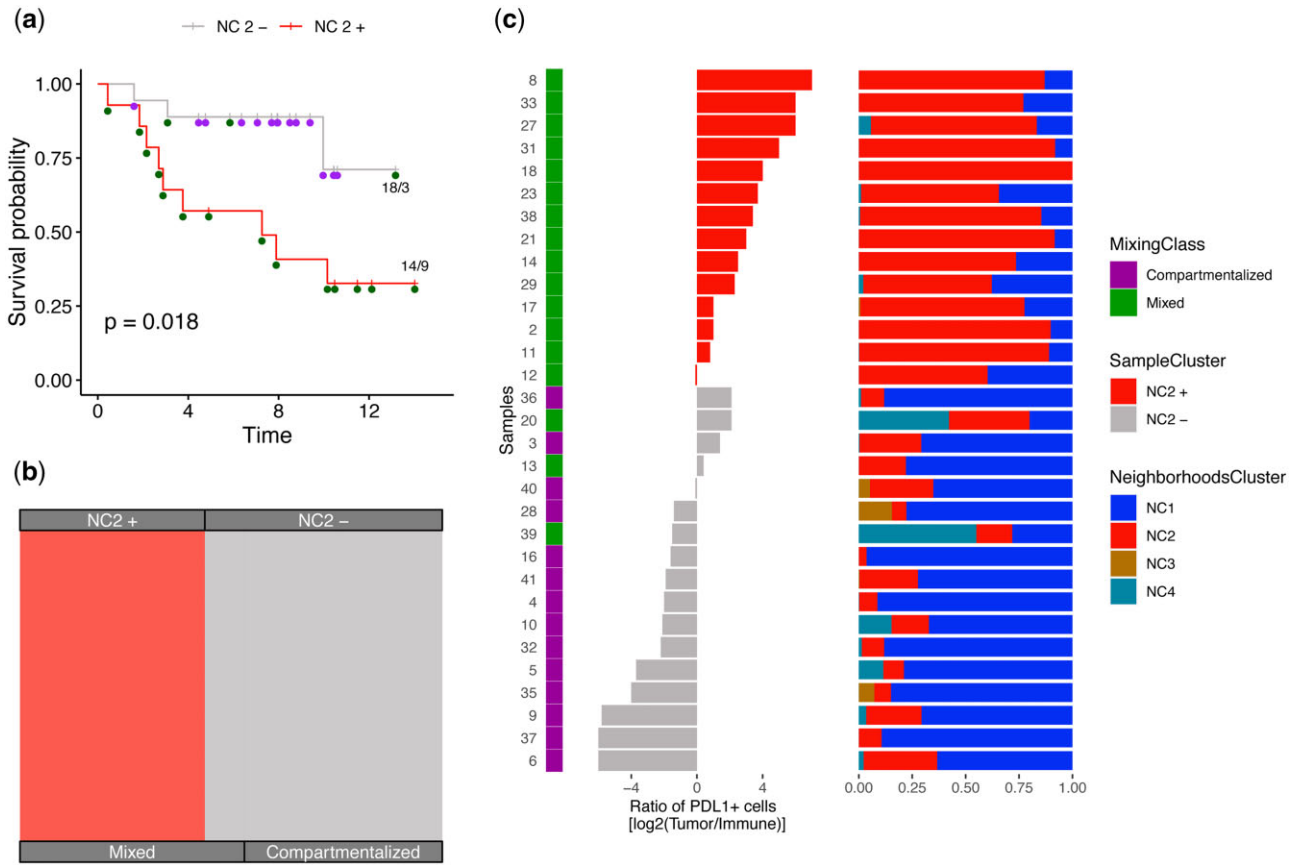 (a)
NC 2 − NC 2 +
1.00
0.75
0.50
0.25
0.00
Survival probability
18/3
14/9
p = 0.018
0 4 8 12
Time
(b)
NC2 + NC2 −
Mixed Compartmentalized
(c)
Samples
8
33
27
31
18
23
38
21
14
29
17
2
11
12
36
20
3
13
40
28
39
16
41
4
10
32
5
35
9
37
6
−4 0 4
Ratio of PDL1+ cells
[log2(Tumor/Immune)]
0.00 0.25 0.50 0.75 1.00
MixingClass
Compartmentalized
Mixed
SampleCluster
NC2 +
NC2 −
NeighborhoodsCluster
NC1
NC2
NC3
NC4